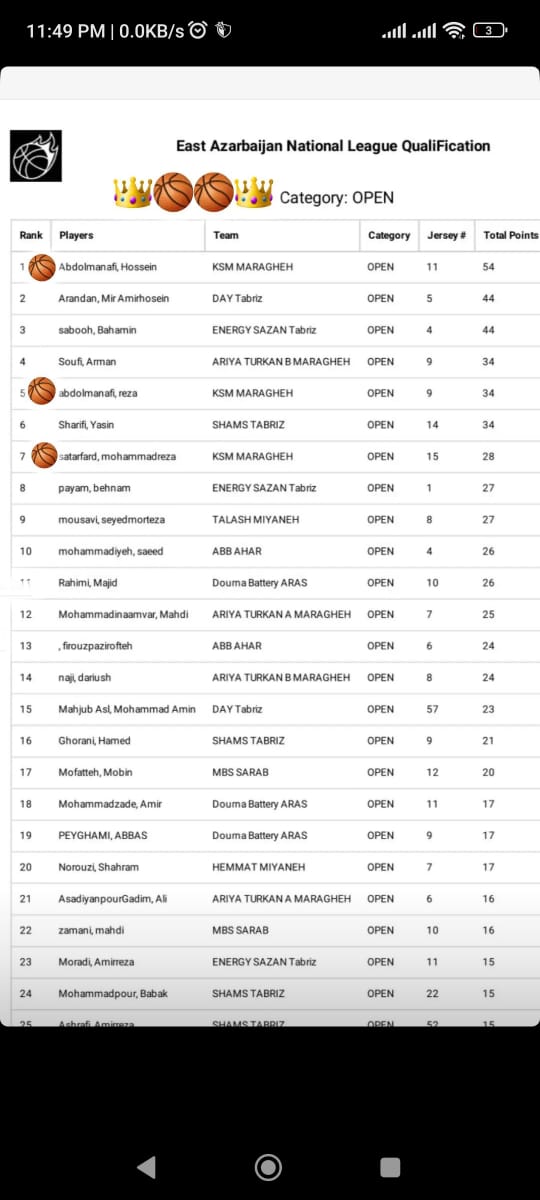 11:49 PM | 0.0KB/s
3
East Azarbaijan National League QualiFication
Category: OPEN
Rank Players Team Category Jersey # Total Points
1 Abdolmanafi, Hossein KSM MARAGHEH OPEN 11 54
2 Arandan, Mir Amirhosein DAY Tabriz OPEN 5 44
3 sabooh, Bahamin ENERGY SAZAN Tabriz OPEN 4 44
4 Soufi, Arman ARIYA TURKAN B MARAGHEH OPEN 9 34
5 abdolmanafi, reza KSM MARAGHEH OPEN 9 34
6 Sharifi, Yasin SHAMS TABRIZ OPEN 14 34
7 satarfard, mohammadreza KSM MARAGHEH OPEN 15 28
8 payam, behnam ENERGY SAZAN Tabriz OPEN 1 27
9 mousavi, seyedmorteza TALASH MIYANEH OPEN 8 27
10 mohammadiyeh, saeed ABB AHAR OPEN 4 26
11 Rahimi, Majid Douma Battery ARAS OPEN 10 26
12 Mohammadinaamvar, Mahdi ARIYA TURKAN A MARAGHEH OPEN 7 25
13 , firouzpazirofteh ABB AHAR OPEN 6 24
14 naji, dariush ARIYA TURKAN B MARAGHEH OPEN 8 24
15 Mahjub Asl, Mohammad Amin DAY Tabriz OPEN 57 23
16 Ghorani, Hamed SHAMS TABRIZ OPEN 9 21
17 Mofatteh, Mobin MBS SARAB OPEN 12 20
18 Mohammadzade, Amir Douma Battery ARAS OPEN 11 17
19 PEYGHAMI, ABBAS Douma Battery ARAS OPEN 9 17
20 Norouzi, Shahram HEMMAT MIYANEH OPEN 7 17
21 AsadiyanpourGadim, Ali ARIYA TURKAN A MARAGHEH OPEN 6 16
22 zamani, mahdi MBS SARAB OPEN 10 16
23 Moradi, Amirreza ENERGY SAZAN Tabriz OPEN 11 15
24 Mohammadpour, Babak SHAMS TABRIZ OPEN 22 15
25 Ashrafi, Amirreza SHAMS TABRIZ OPEN 52 15